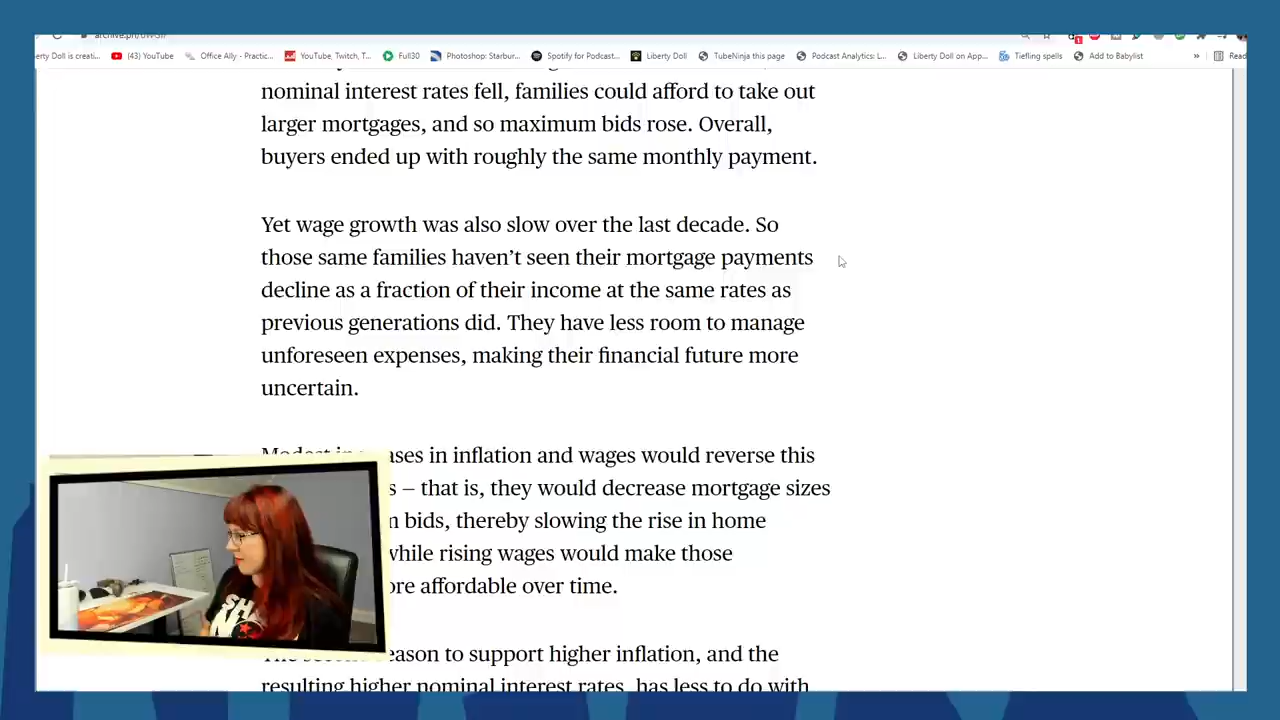 erty Doll is creati...
(43) YouTube
Office Ally - Practic...
YouTube, Twitch, T...
Full30
Photoshop: Starbur...
Spotify for Podcast...
Liberty Doll
TubeNinja this page
Podcast Analytics: L...
Liberty Doll on App...
Tiefling spells
Add to Babylist
»
Read
nominal interest rates fell, families could afford to take out
larger mortgages, and so maximum bids rose. Overall,
buyers ended up with roughly the same monthly payment.
Yet wage growth was also slow over the last decade. So
those same families haven’t seen their mortgage payments
decline as a fraction of their income at the same rates as
previous generations did. They have less room to manage
unforeseen expenses, making their financial future more
uncertain.
Modest increases in inflation and wages would reverse this
s – that is, they would decrease mortgage sizes
bids, thereby slowing the rise in home
while rising wages would make those
ore affordable over time.
reason to support higher inflation, and the
resulting higher nominal interest rates, has less to do with